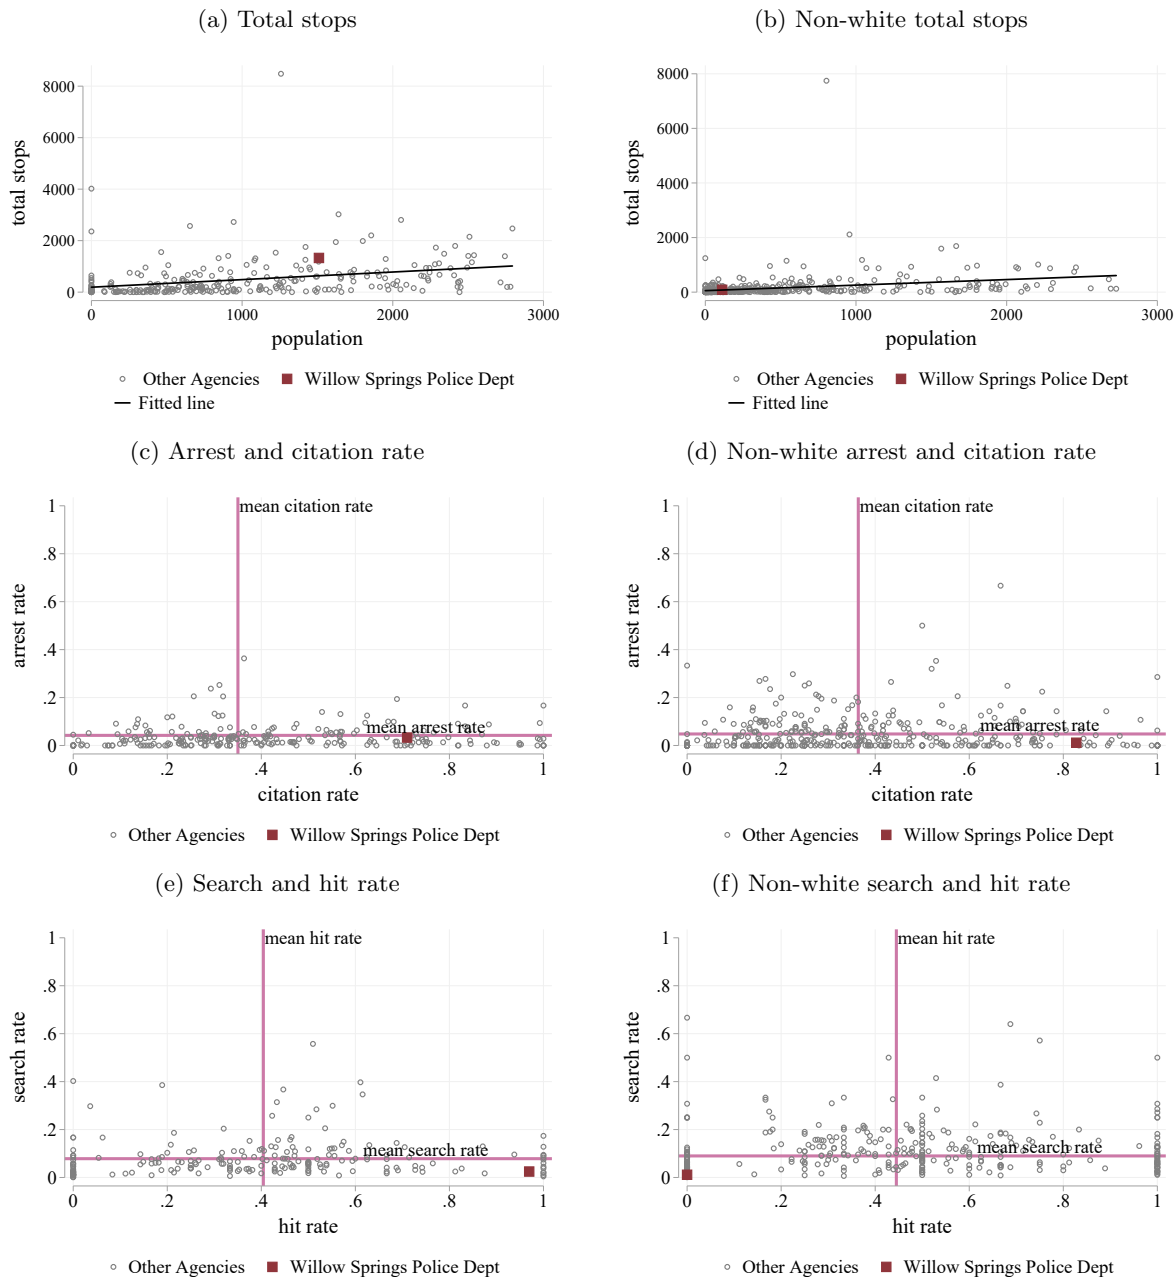 (a) Total stops
(b) Non-white total stops
total stops
8000
6000
4000
2000
0
0 1000 2000 3000
population
Other Agencies Willow Springs Police Dept
Fitted line
total stops
8000
6000
4000
2000
0
0 1000 2000 3000
population
Other Agencies Willow Springs Police Dept
Fitted line
(c) Arrest and citation rate
(d) Non-white arrest and citation rate
arrest rate
1
.8
.6
.4
.2
0
mean citation rate
mean arrest rate
0 .2 .4 .6 .8 1
citation rate
Other Agencies Willow Springs Police Dept
arrest rate
1
.8
.6
.4
.2
0
mean citation rate
mean arrest rate
0 .2 .4 .6 .8 1
citation rate
Other Agencies Willow Springs Police Dept
(e) Search and hit rate
(f) Non-white search and hit rate
search rate
1
.8
.6
.4
.2
0
mean hit rate
mean search rate
0 .2 .4 .6 .8 1
hit rate
Other Agencies Willow Springs Police Dept
search rate
1
.8
.6
.4
.2
0
mean hit rate
mean search rate
0 .2 .4 .6 .8 1
hit rate
Other Agencies Willow Springs Police Dept